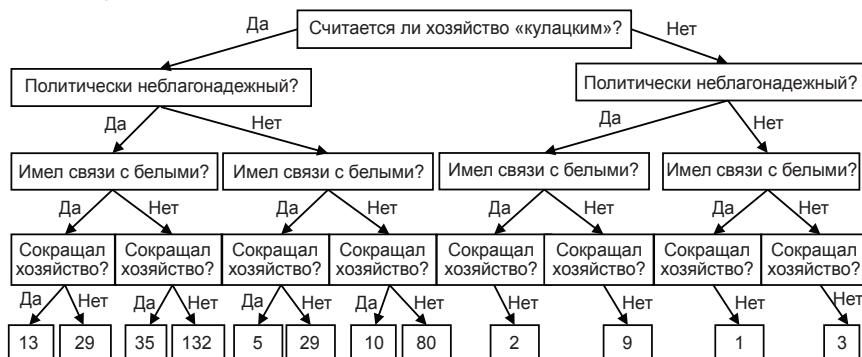 Считается ли хозяйство «кулацким»?
Да
Нет
Политически неблагонадежный?
Политически неблагонадежный?
Да
Нет
Да
Нет
Имел связи с белыми?
Имел связи с белыми?
Имел связи с белыми?
Имел связи с белыми?
Да
Нет
Да
Нет
Да
Нет
Да
Нет
Сокращал
хозяйство?
Сокращал
хозяйство?
Сокращал
хозяйство?
Сокращал
хозяйство?
Сокращал
хозяйство?
Сокращал
хозяйство?
Сокращал
хозяйство?
Сокращал
хозяйство?
Да
Нет
Да
Нет
Да
Нет
Да
Нет
Нет
Нет
Нет
Нет
13
29
35
132
5
29
10
80
2
9
1
3